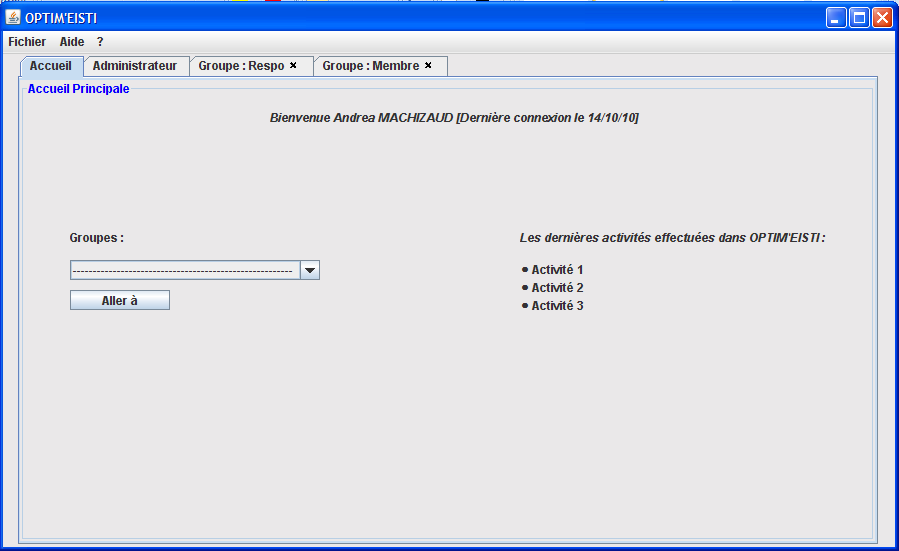 OPTIM'EISTI
Fichier Aide ?
Accueil Administrateur Groupe : Respo × Groupe : Membre ×
Accueil Principale
Bienvenue Andrea MACHIZAUD [Dernière connexion le 14/10/10]
Groupes :
Les dernières activités effectuées dans OPTIM'EISTI :
-------------------------------------------------------
Aller à
● Activité 1
● Activité 2
● Activité 3